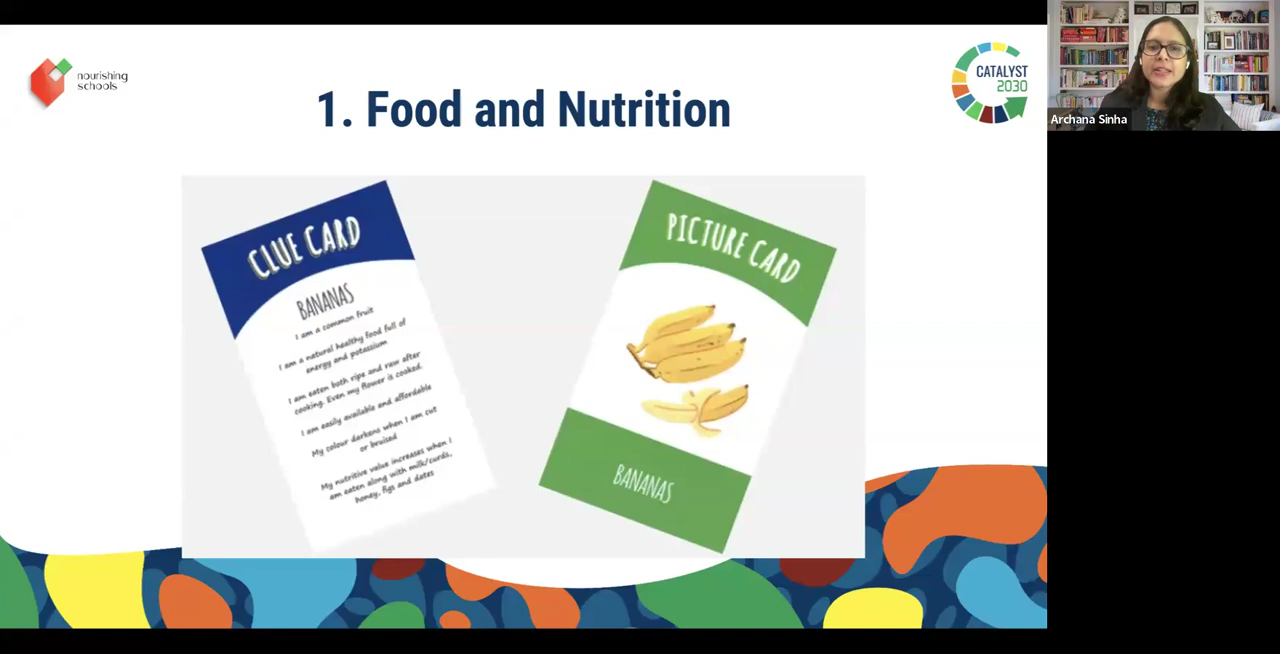 nourishing
schools
1. Food and Nutrition
CATALYST
2030
Archana Sinha
CLUE CARD
BANANAS
I am a common fruit
I am a natural healthy food full of
energy and potassium
I am eaten both ripe and raw after
cooking. Even my flower is cooked.
I am easily available and affordable
My colour darkens when I am cut
or bruised
My nutritive value increases when I
am eaten along with milk/curds,
honey, figs and dates
PICTURE CARD
BANANAS